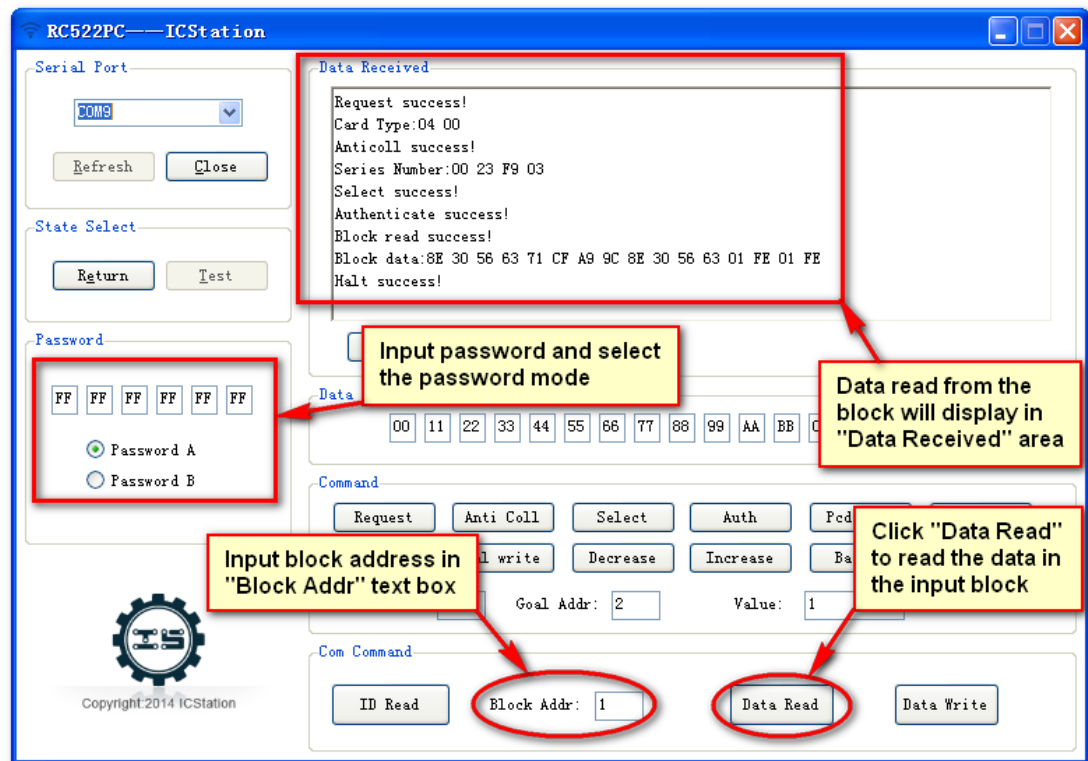 RC522PC——ICStation
Serial Port
COM9
Refresh
Close
State Select
Return
Test
Password
FF FF FF FF FF FF
Password A
Password B
IS
Copyright:2014 ICStation
Data Received
Request success!
Card Type:04 00
Anticoll success!
Series Number:00 23 F9 03
Select success!
Authenticate success!
Block read success!
Block data:8E 30 56 63 71 CF A9 9C 8E 30 56 63 01 FE 01 FE
Halt success!
Input password and select
the password mode
Data read from the
block will display in
"Data Received" area
Data
00 11 22 33 44 55 66 77 88 99 AA BB
Command
Request Anti Coll Select Auth Pcd
Input block address in
"Block Addr" text box
write Decrease Increase Ba
Click "Data Read"
to read the data in
the input block
Goal Addr: 2 Value: 1
Com Command
ID Read Block Addr: 1 Data Read Data Write